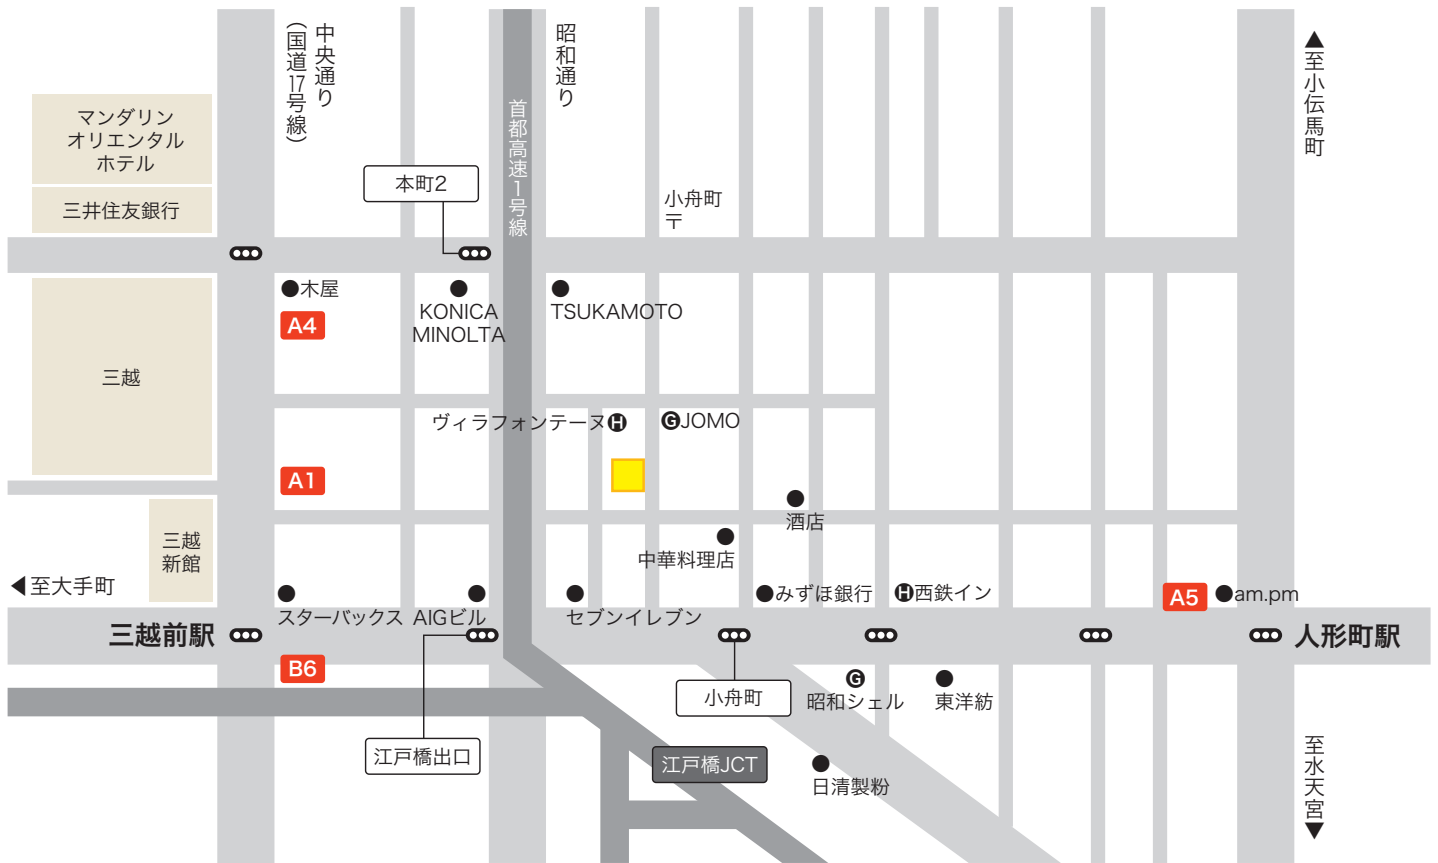 中央通り
（国道17号線）
昭和通り
首都高速1号線
▲至小伝馬町
マンダリン
オリエンタル
ホテル
三井住友銀行
本町2
小舟町
〒
木屋
A4
KONICA
MINOLTA
TSUKAMOTO
三越
ヴィラフォンテーヌH
GJOMO
A1
酒店
三越
新館
中華料理店
◀至大手町
スターバックス
AIGビル
セブンイレブン
みずほ銀行
H西鉄イン
A5
am.pm
三越前駅
人形町駅
B6
小舟町
G
昭和シェル
東洋紡
江戸橋出口
江戸橋JCT
日清製粉
至水天宮▼